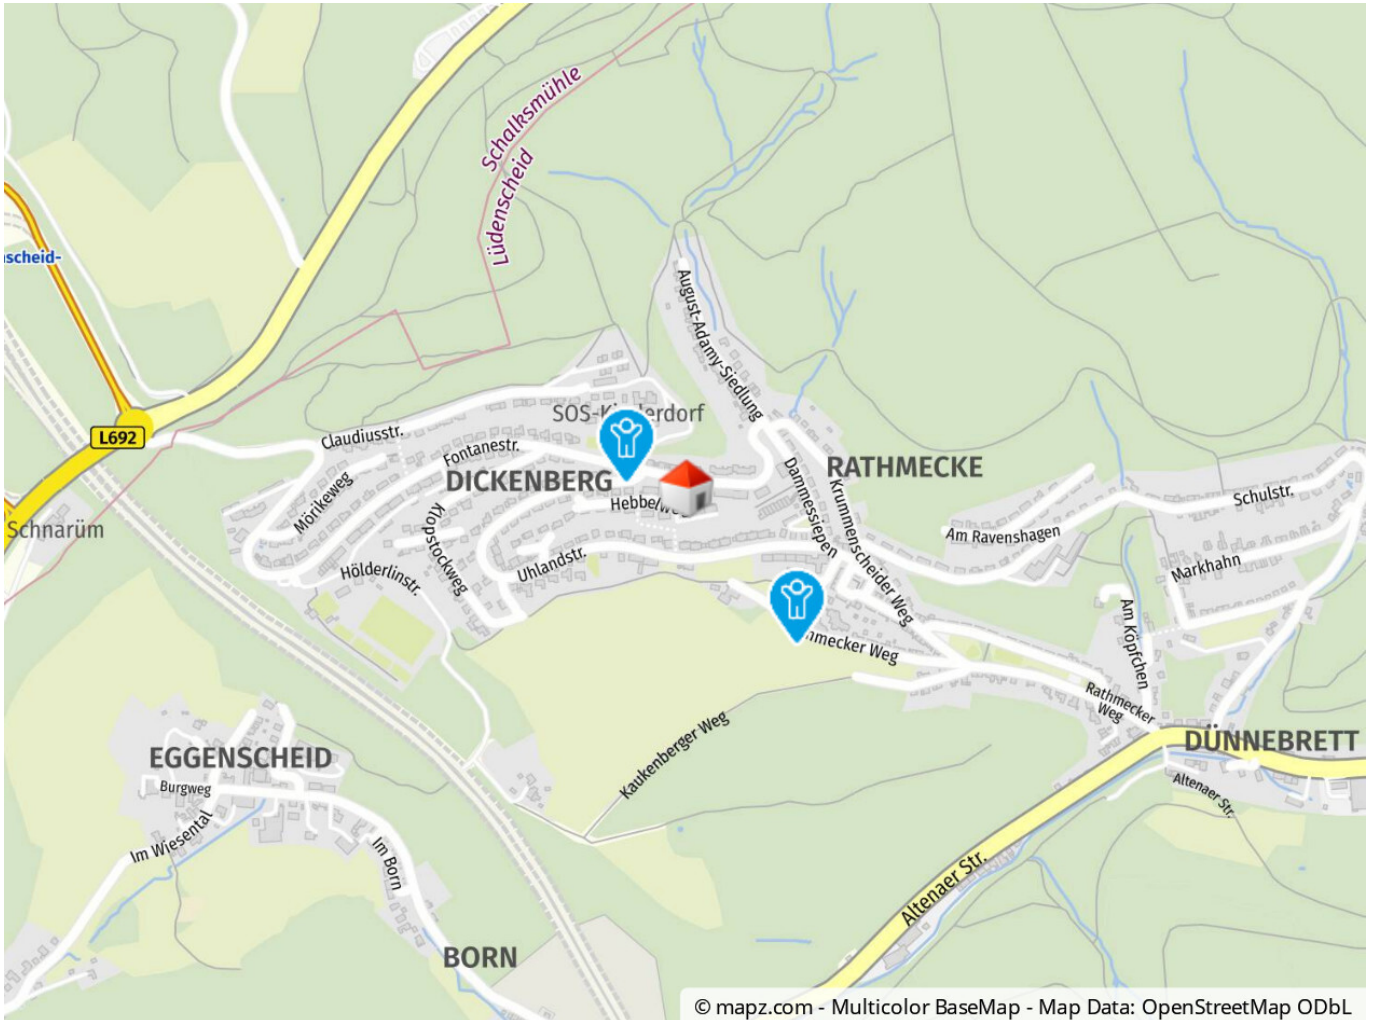 Schalksmühle
Lüdenscheid
scheid-
August-Adamy-Siedlung
SOS-Ki
erdorf
L692
Claudiusstr.
Fontanestr.
DICKENBERG
RATHMECKE
Mörikeweg
Dammessiepen
Krummenscheider Weg
Schulstr.
Schnarüm
Klopstockweg
Am Ravenshagen
Uhlandstr.
Hölderlinstr.
Markhahn
Am Köpfchen
mecker Weg
Rathmecker
Weg
Kaukenberger Weg
DÜNNEBRETT
EGGENSCHEID
Burgweg
Altenaer Str.
Im Wiesental
Im Born
Altenaer Str.
BORN
© mapz.com - Multicolor BaseMap - Map Data: OpenStreetMap ODbL